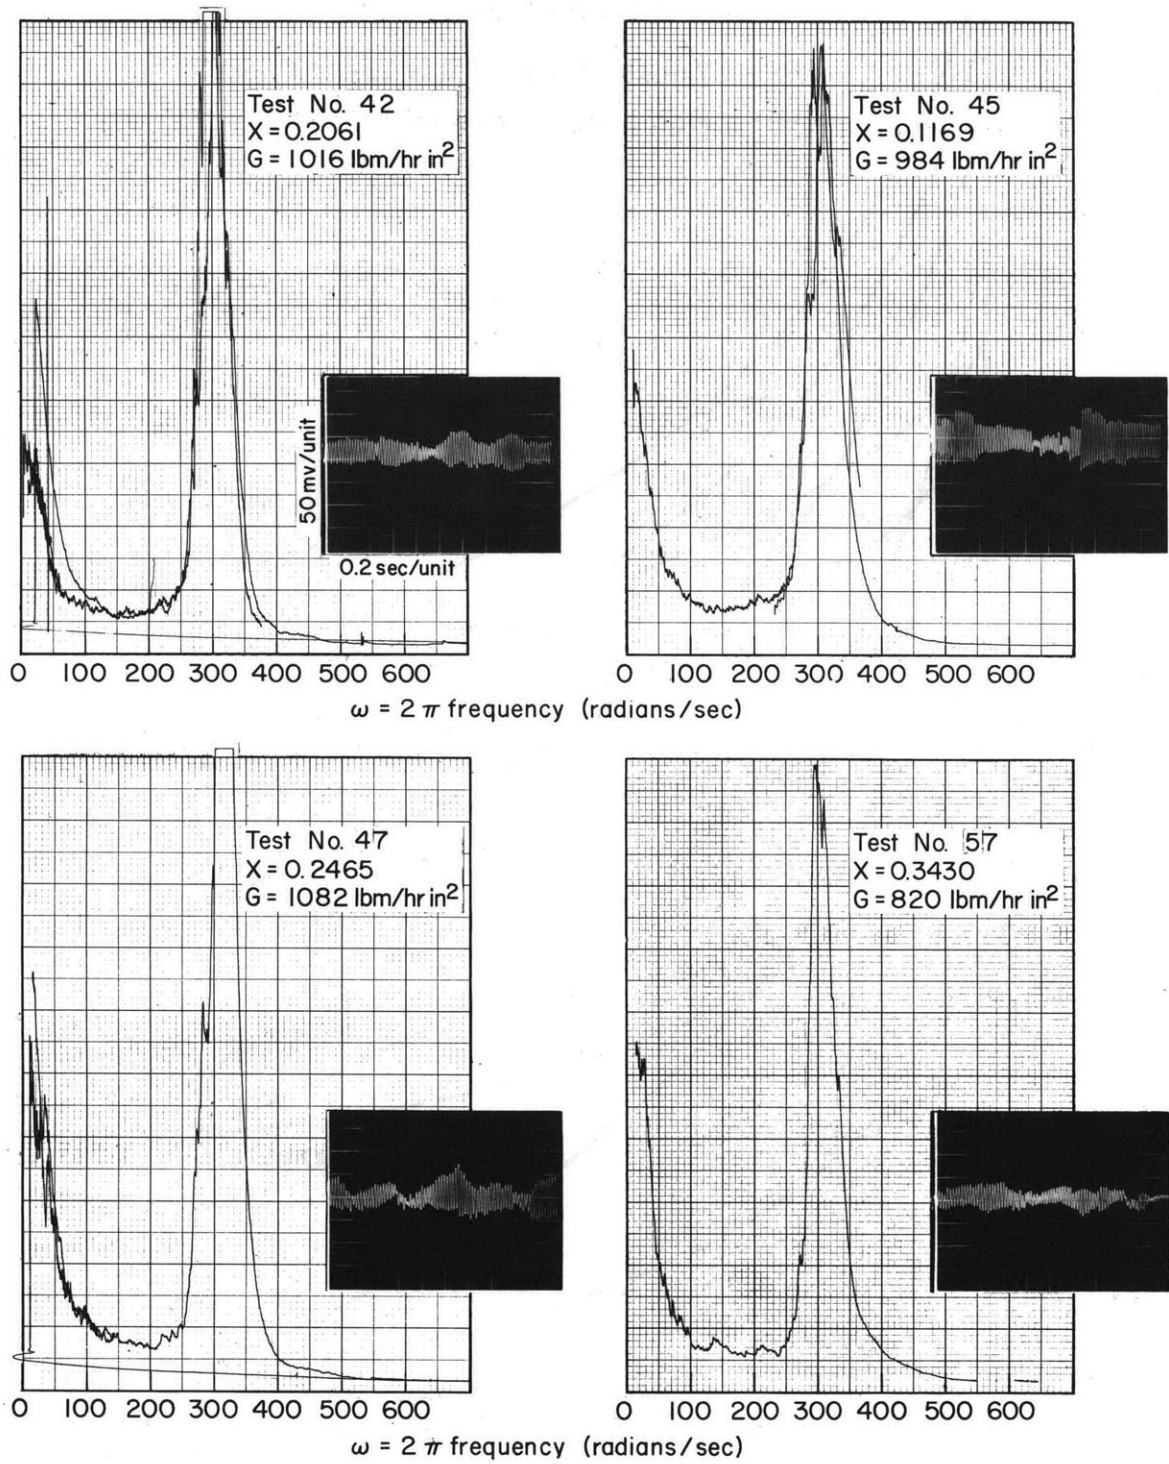 Test No. 42
X = 0.2061
G = 1016 lbm/hr in²
50 mv/unit
0.2 sec/unit
0 100 200 300 400 500 600
Test No. 45
X = 0.1169
G = 984 lbm/hr in²
0 100 200 300 400 500 600
ω = 2 π frequency (radians/sec)
Test No. 47
X = 0.2465
G = 1082 lbm/hr in²
0 100 200 300 400 500 600
Test No. 57
X = 0.3430
G = 820 lbm/hr in²
0 100 200 300 400 500 600
ω = 2 π frequency (radians/sec)